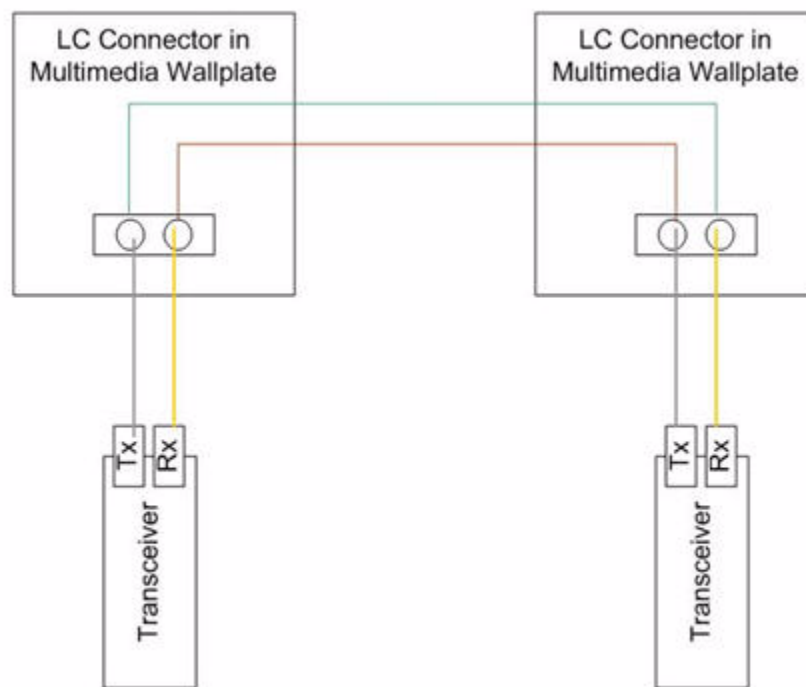 LC Connector in
Multimedia Wallplate
LC Connector in
Multimedia Wallplate
Tx
Rx
Transceiver
Tx
Rx
Transceiver